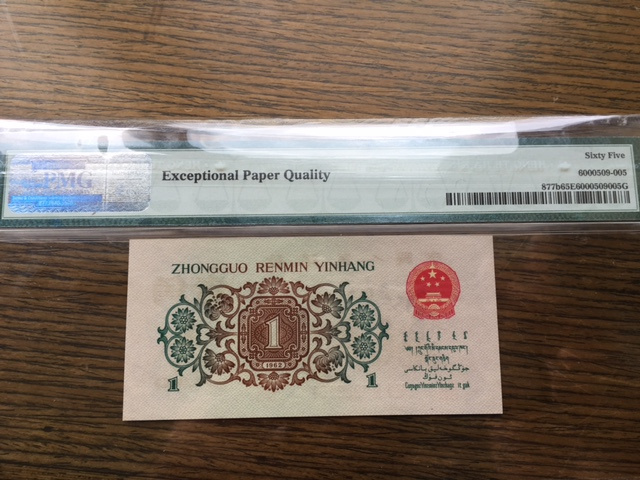 PMG
Exceptional Paper Quality
Sixty Five
6000509-005
877b65E6000509005G
ZHONGGUO RENMIN YINHANG
1
1962
1 1